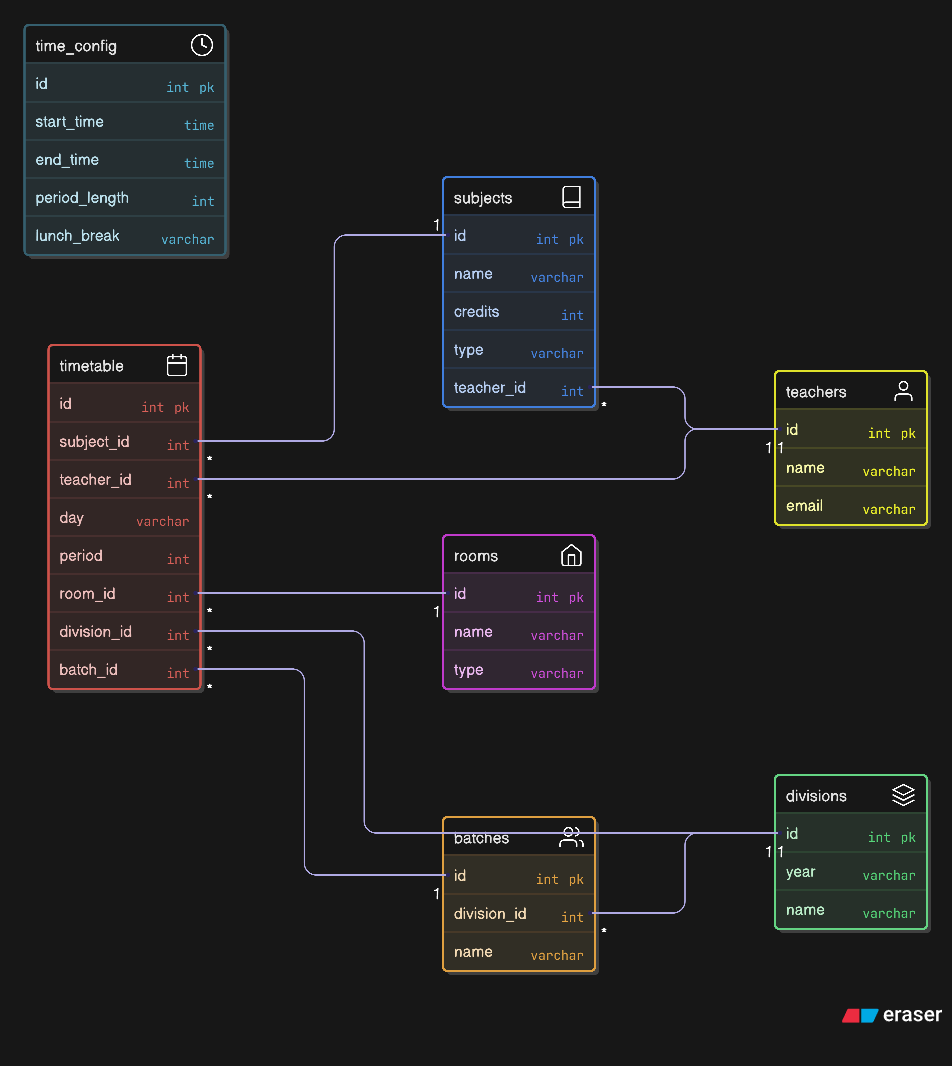 time_config
id int pk
start_time time
end_time time
period_length int
lunch_break varchar
subjects
1
id int pk
name varchar
credits int
type varchar
teacher_id int
*
timetable
id int pk
subject_id int
*
teacher_id int
*
day varchar
period int
room_id int
*
division_id int
*
batch_id int
*
teachers
id int pk
1 1
name varchar
email varchar
rooms
id int pk
1
name varchar
type varchar
divisions
id int pk
1 1
year varchar
name varchar
batches
id int pk
1
division_id int
*
name varchar
eraser